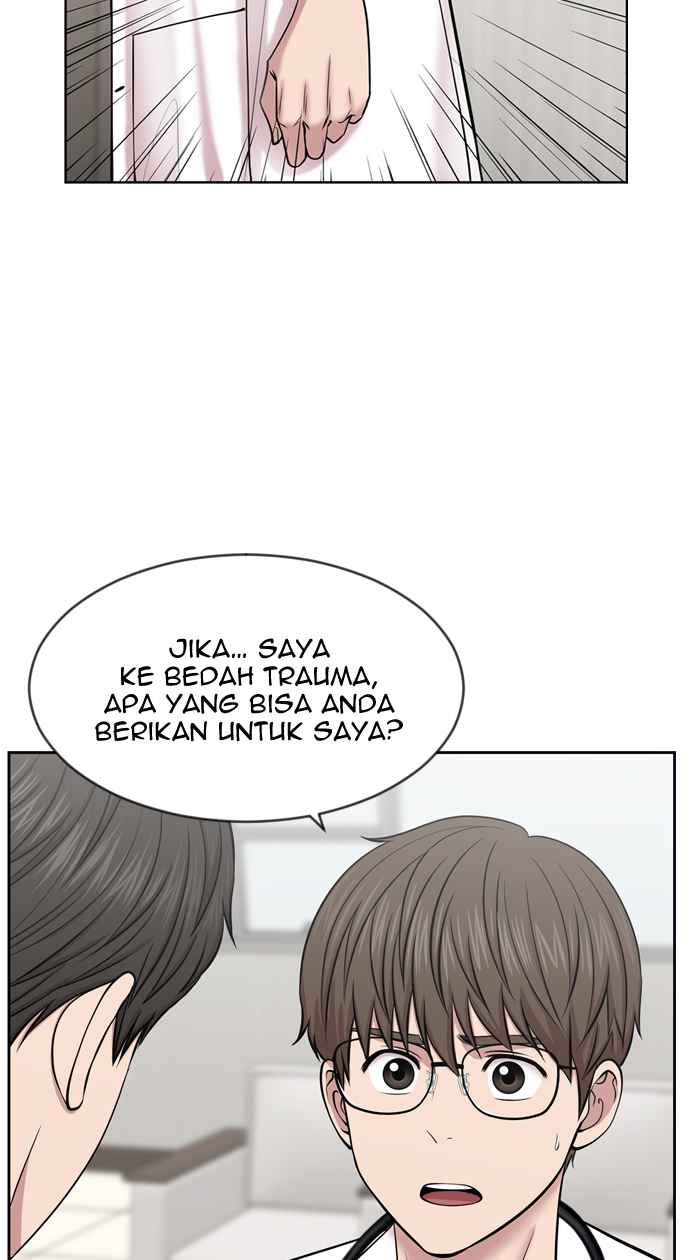 JIKA... SAYA
KE BEDAH TRAUMA,
APA YANG BISA ANDA
BERIKAN UNTUK SAYA?